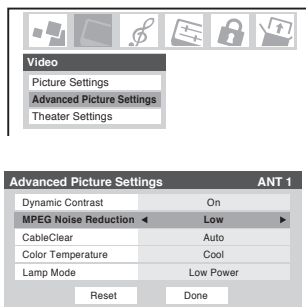 Video
Picture Settings
Advanced Picture Settings
Theater Settings
Advanced Picture Settings ANT 1
Dynamic Contrast On
MPEG Noise Reduction ◄ Low ►
CableClear Auto
Color Temperature Cool
Lamp Mode Low Power
Reset Done